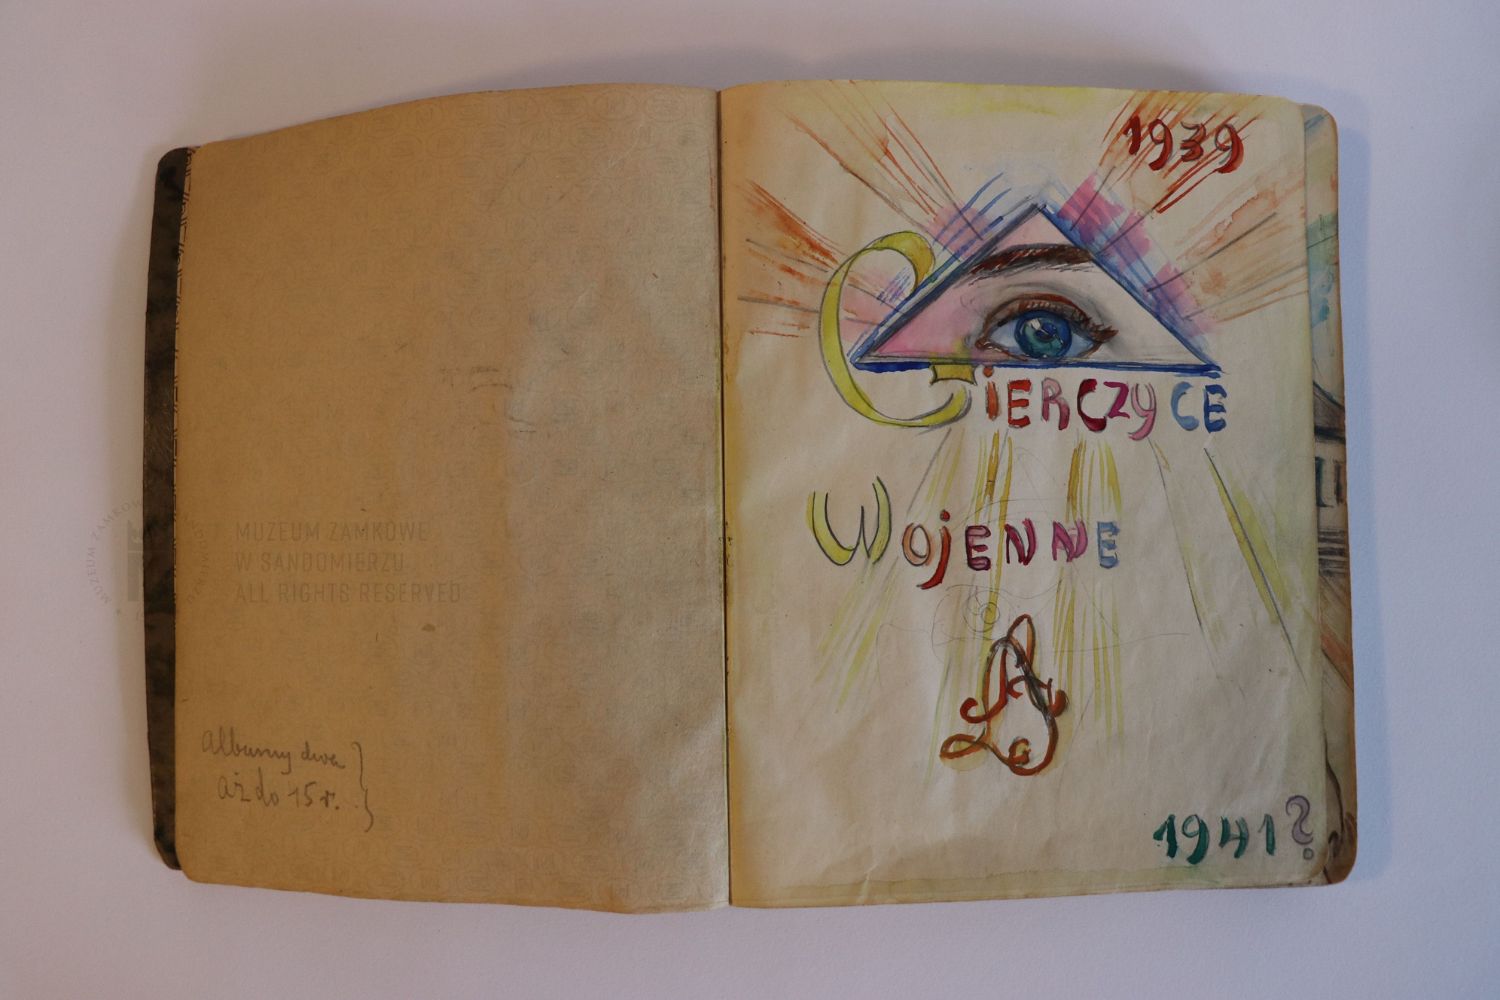 MUZEUM ZAMKOWE
W SANDOMIERZU
ALL RIGHTS RESERVED
albumy dwa
aż do 15 r.
1939
GIERCZYCE
WOJENNE
1941?